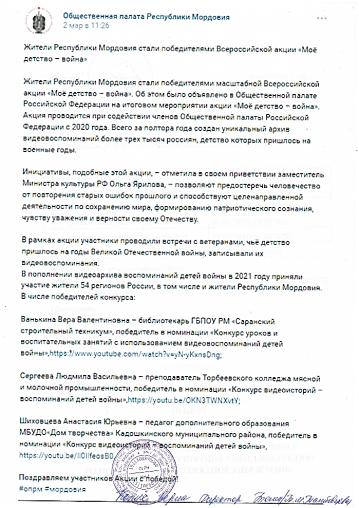 Общественная палата Республики Мордовия
2 мар в 11:26
Жители Республики Мордовия стали победителями Всероссийской акции «Моё
детство – война»
Жители Республики Мордовия стали победителями масштабной Всероссийской
акции «Моё детство – война». Об этом было объявлено в Общественной палате
Российской Федерации на итоговом мероприятии акции «Моё детство – война».
Акция проводится при содействии членов Общественной палаты Российской
Федерации с 2020 года. Всего за полтора года создан уникальный архив
видеовоспоминаний более трех тысяч россиян, детство которых пришлось на
военные годы.
Инициативы, подобные этой акции, – отметила в своем приветствии заместитель
Министра культуры РФ Ольга Ярилова, – позволяют предостеречь человечество
от повторения старых ошибок прошлого и способствуют целенаправленной
деятельности по сохранению мира, формированию патриотического сознания,
чувству уважения и верности своему Отечеству.
В рамках акции участники проводили встречи с ветеранами, чьё детство
пришлось на годы Великой Отечественной войны, записывали их
видеовоспоминания.
В пополнении видеоархива воспоминаний детей войны в 2021 году приняли
участие жители 54 регионов России, в том числе и жители Республики Мордовия.
В числе победителей конкурса:
Ванькина Вера Валентиновна – библиотекарь ГБПОУ РМ «Саранский
строительный техникум», победитель в номинации «Конкурс уроков и
воспитательных занятий с использованием видеовоспоминаний детей
войны»,https://www.youtube.com/watch?v=yN-yKxnsDng;
Сергеева Людмила Васильевна – преподаватель Торбеевского колледжа мясной
и молочной промышленности, победитель в номинации «Конкурс видеоисторий –
воспоминаний детей войны»,https://youtu.be/OKN3TWNXvtY;
Шиховцева Анастасия Юрьевна – педагог дополнительного образования
МБУДО«Дом творчества» Кадошкинского муниципального района, победитель в
номинации «Конкурс видеоисторий – воспоминаний детей войны»,
https://youtu.be/
Поздравляем участников Акции с победой!
#опрм #мордовия
директор